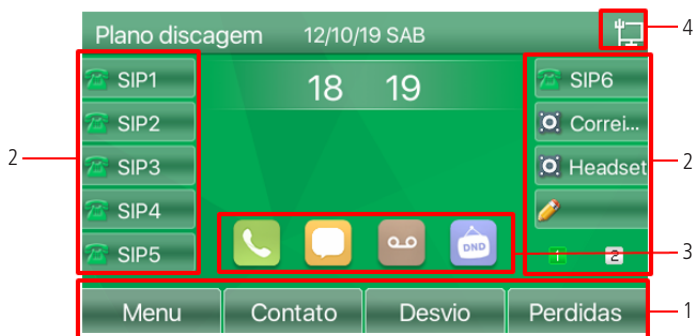 Plano discagem 12/10/19 SAB
4
SIP1
SIP2
SIP3
SIP4
SIP5
2
18 19
SIP6
Correi...
Headset
1 2
2
DND
3
Menu Contato Desvio Perdidas
1